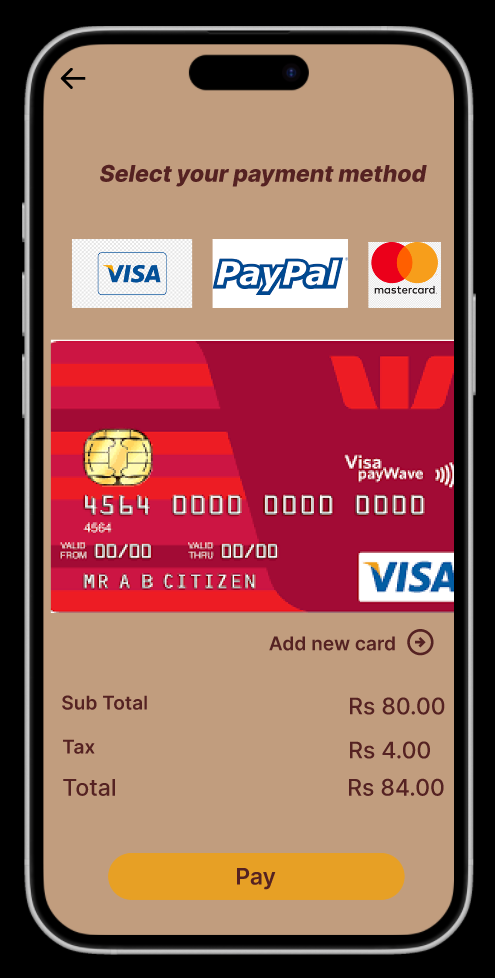 Select your payment method
VISA PayPal mastercard.
Visa
payWave
4564 0000 0000 0000
4564
VALID FROM 00/00 VALID THRU 00/00
MR A B CITIZEN
VISA
Add new card
Sub Total Rs 80.00
Tax Rs 4.00
Total Rs 84.00
Pay